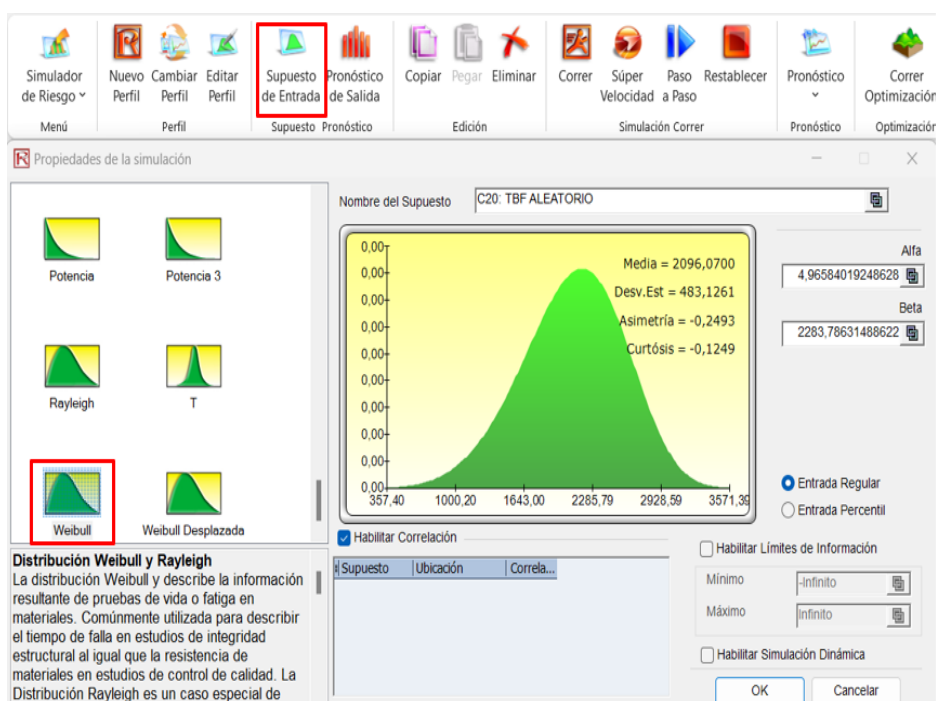 Simulador de Riesgo
Nuevo Perfil
Cambiar Perfil
Editar Perfil
Supuesto de Entrada
Pronóstico de Salida
Copiar
Pegar
Eliminar
Correr
Súper Velocidad
Paso a Paso
Restablecer
Pronóstico
Correr Optimización
Menú
Perfil
Supuesto Pronóstico
Edición
Simulación Correr
Pronóstico
Optimización
Propiedades de la simulación
Potencia
Potencia 3
Rayleigh
T
Weibull
Weibull Desplazada
Distribución Weibull y Rayleigh
La distribución Weibull y describe la información
resultante de pruebas de vida o fatiga en
materiales. Comúnmente utilizada para describir
el tiempo de falla en estudios de integridad
estructural al igual que la resistencia de
materiales en estudios de control de calidad. La
Distribución Rayleigh es un caso especial de
Nombre del Supuesto
C20: TBF ALEATORIO
0,00
0,00
0,00
0,00
0,00
0,00
0,00
0,00
0,00
0,00
Media = 2096,0700
Desv.Est = 483,1261
Asimetría = -0,2493
Curtósis = -0,1249
357,40 1000,20 1643,00 2285,79 2928,59 3571,39
Alfa
4,96584019248628
Beta
2283,78631488622
Entrada Regular
Entrada Percentil
Habilitar Correlación
Supuesto Ubicación Correla...
Habilitar Límites de Información
Mínimo
-Infinito
Máximo
Infinito
Habilitar Simulación Dinámica
OK
Cancelar